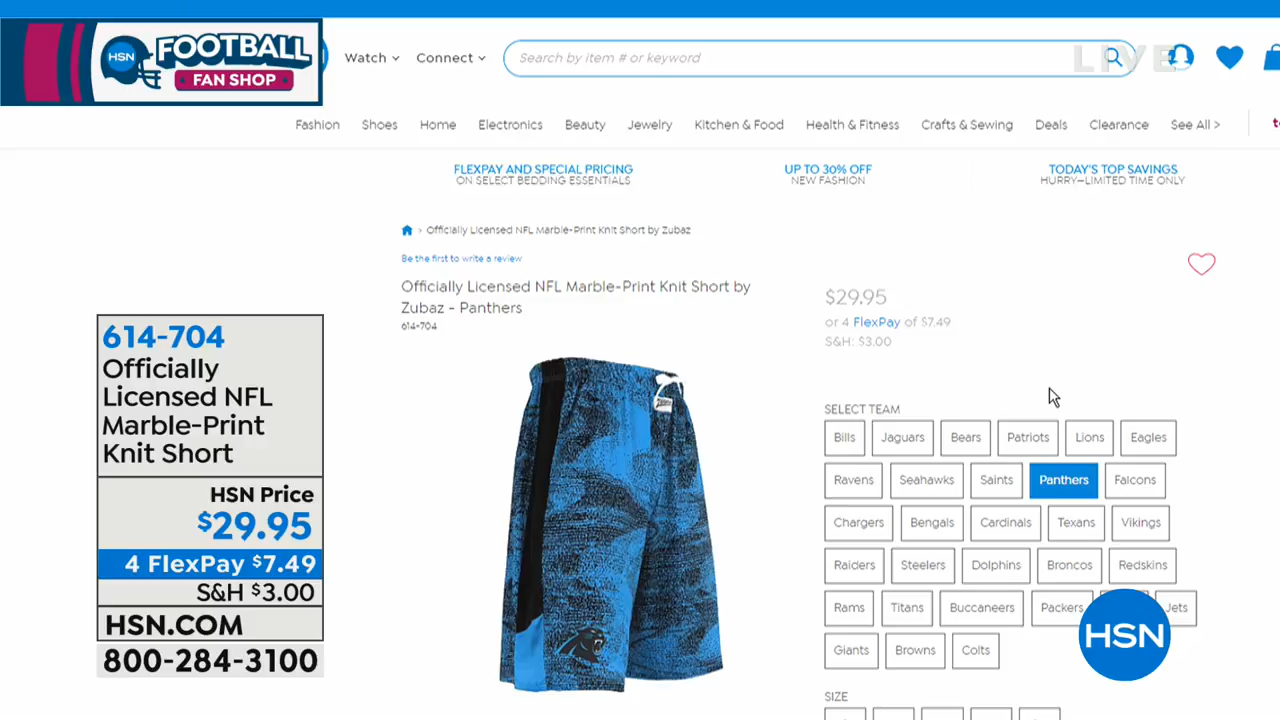 HSN
FOOTBALL
FAN SHOP
Watch
Connect
Search by item # or keyword
LIVE
Fashion
Shoes
Home
Electronics
Beauty
Jewelry
Kitchen & Food
Health & Fitness
Crafts & Sewing
Deals
Clearance
See All >
FLEXPAY AND SPECIAL PRICING
ON SELECT BEDDING ESSENTIALS
UP TO 30% OFF
NEW FASHION
TODAY'S TOP SAVINGS
HURRY—LIMITED TIME ONLY
› Officially Licensed NFL Marble-Print Knit Short by Zubaz
Be the first to write a review
Officially Licensed NFL Marble-Print Knit Short by
Zubaz - Panthers
614-704
$29.95
or 4 FlexPay of $7.49
S&H: $3.00
SELECT TEAM
Bills
Jaguars
Bears
Patriots
Lions
Eagles
Ravens
Seahawks
Saints
Panthers
Falcons
Chargers
Bengals
Cardinals
Texans
Vikings
Raiders
Steelers
Dolphins
Broncos
Redskins
Rams
Titans
Buccaneers
Packers
Jets
Giants
Browns
Colts
SIZE
614-704
Officially
Licensed NFL
Marble-Print
Knit Short
HSN Price
$29.95
4 FlexPay $7.49
S&H $3.00
HSN.COM
800-284-3100
HSN